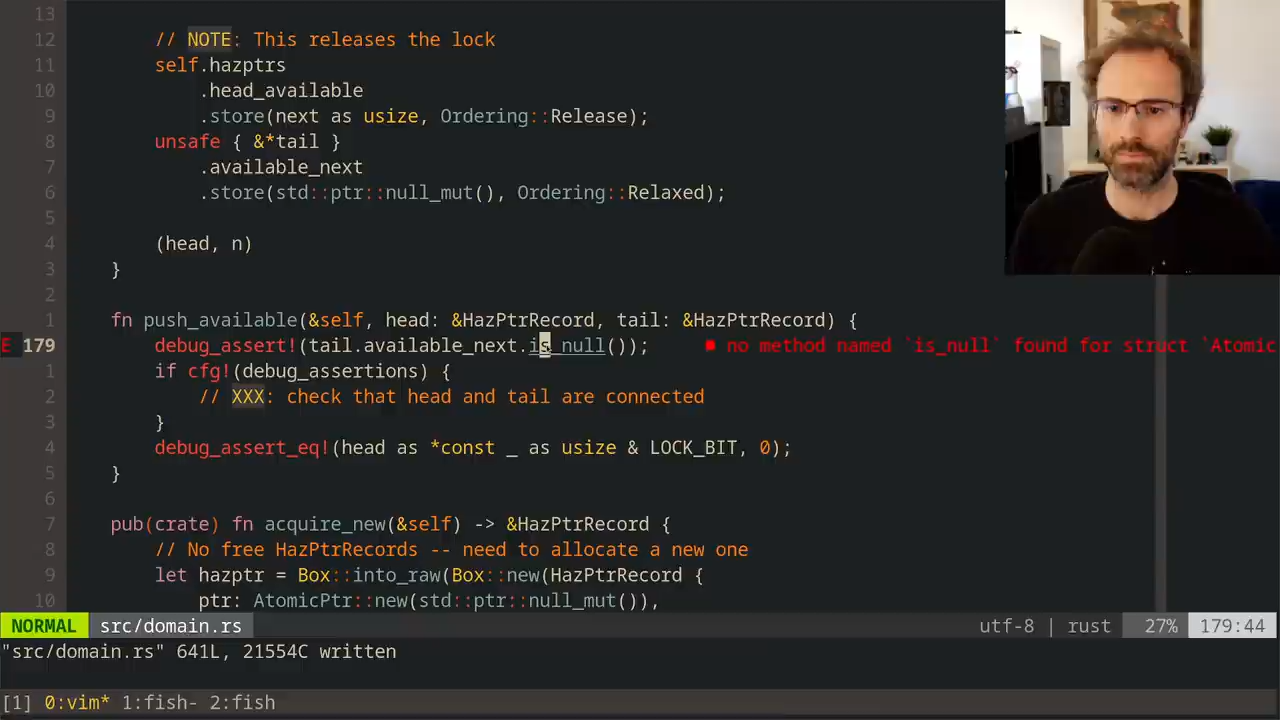 13
12 // NOTE: This releases the lock
11 self.hazptrs
10 .head_available
9 .store(next as usize, Ordering::Release);
8 unsafe { &*tail }
7 .available_next
6 .store(std::ptr::null_mut(), Ordering::Relaxed);
5
4 (head, n)
3 }
2
1 fn push_available(&self, head: &HazPtrRecord, tail: &HazPtrRecord) {
E 179 debug_assert!(tail.available_next.is_null()); ■ no method named `is_null` found for struct `Atomic
1 if cfg!(debug_assertions) {
2 // XXX: check that head and tail are connected
3 }
4 debug_assert_eq!(head as *const _ as usize & LOCK_BIT, 0);
5 }
6
7 pub(crate) fn acquire_new(&self) -> &HazPtrRecord {
8 // No free HazPtrRecords -- need to allocate a new one
9 let hazptr = Box::into_raw(Box::new(HazPtrRecord {
10 ptr: AtomicPtr::new(std::ptr::null_mut()),
NORMAL src/domain.rs utf-8 | rust 27% 179:44
"src/domain.rs" 641L, 21554C written
[1] 0:vim* 1:fish- 2:fish